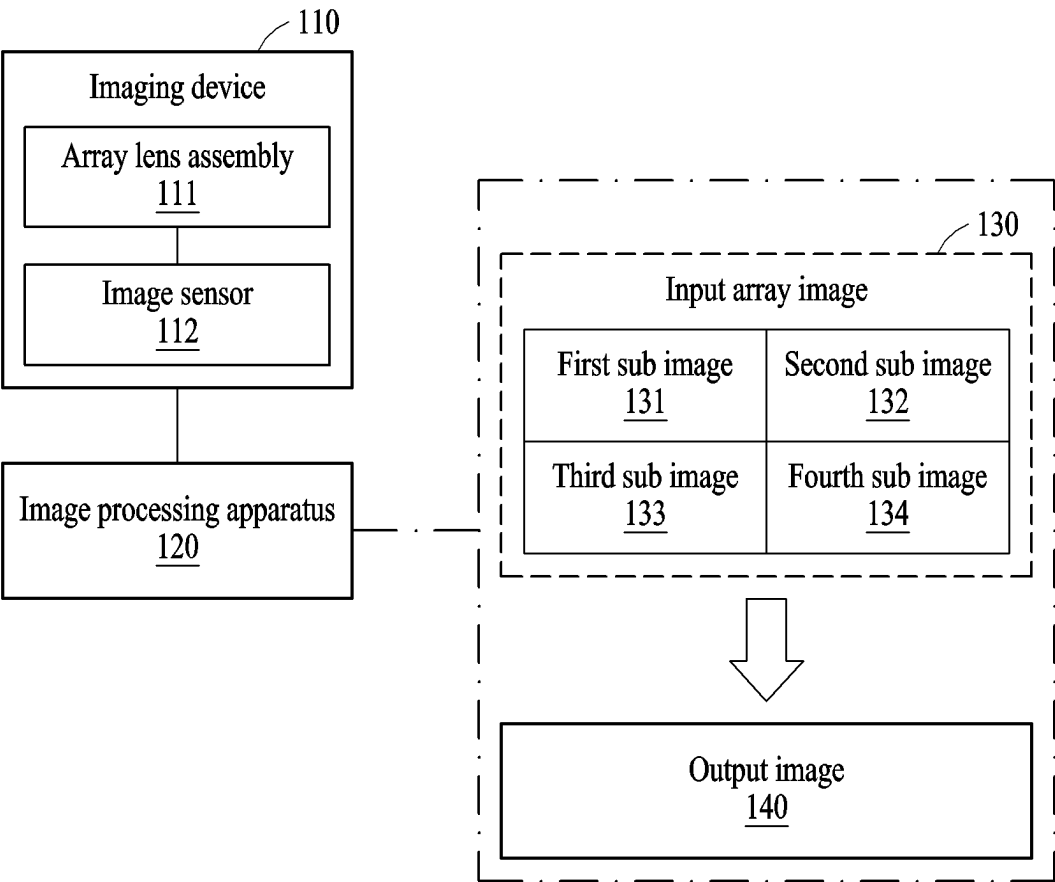 110
Imaging device
Array lens assembly
111
Image sensor
112
Image processing apparatus
120
130
Input array image
First sub image
131
Second sub image
132
Third sub image
133
Fourth sub image
134
Output image
140